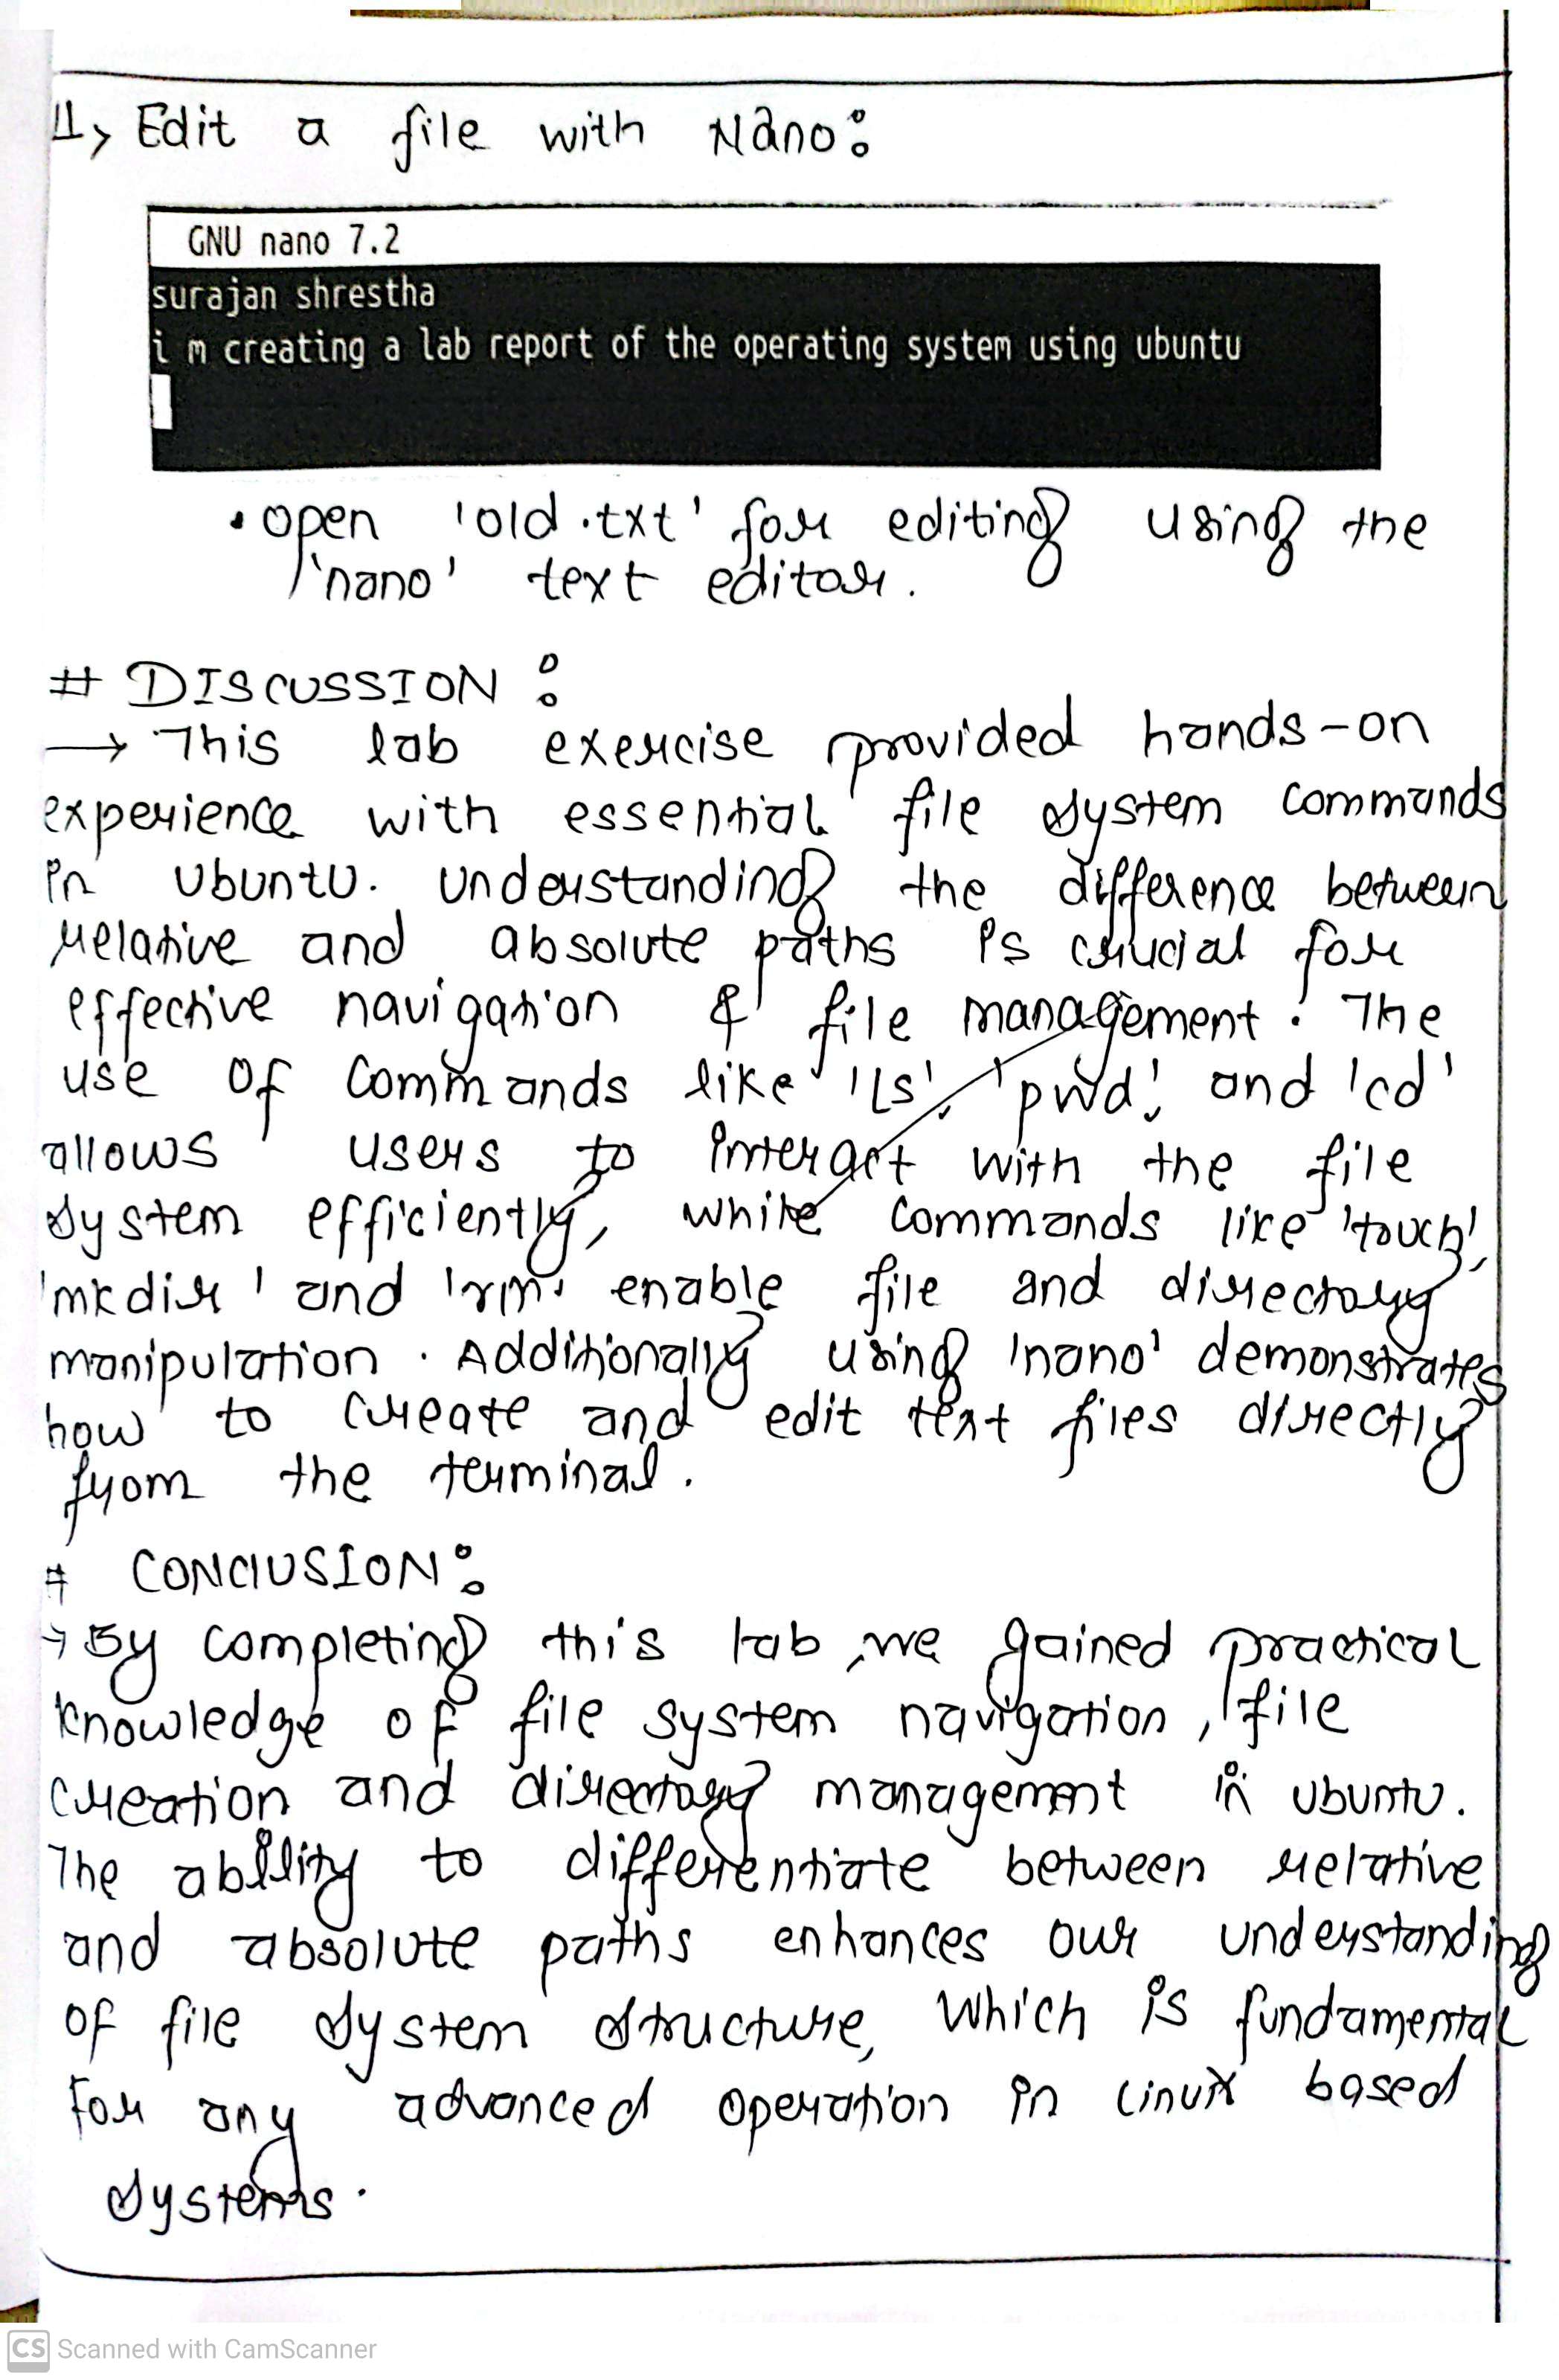 11, Edit a file with Nano:
GNU nano 7.2
surajan shrestha
i m creating a lab report of the operating system using ubuntu
• open 'old.txt' for editing using the
'nano' text editor.
# DISCUSSION :
→ This lab exercise provided hands-on
experience with essential file system commands
in Ubuntu. Understanding the difference between
relative and absolute paths is crucial for
effective navigation & file management. The
use of commands like 'ls', 'pwd', and 'cd'
allows users to interact with the file
system efficiently, while commands like 'touch',
'mkdir' and 'rm' enable file and directory
manipulation. Additionally using 'nano' demonstrates
how to create and edit text files directly
from the terminal.
# CONCLUSION:
→ By completing this lab, we gained practical
knowledge of file system navigation, file
creation and directory management in Ubuntu.
The ability to differentiate between relative
and absolute paths enhances our understanding
of file system structure, which is fundamental
For any advanced operation in Linux based
systems.
CS Scanned with CamScanner